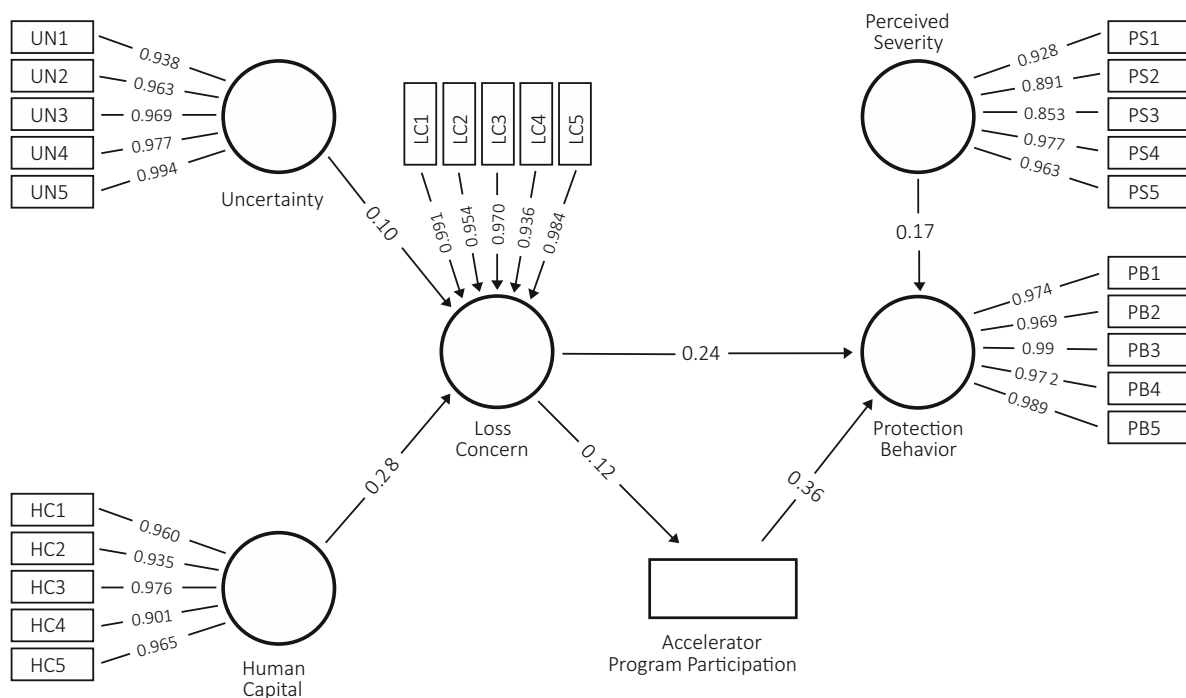 UN1
UN2
UN3
UN4
UN5
0.938
0.963
0.969
0.977
0.994
Uncertainty
LC1
LC2
LC3
LC4
LC5
0.991
0.954
0.970
0.936
0.984
Perceived
Severity
0.928
0.891
0.853
0.977
0.963
PS1
PS2
PS3
PS4
PS5
0.10
0.17
Loss
Concern
0.24
0.974
0.969
0.99
0.972
0.989
PB1
PB2
PB3
PB4
PB5
Protection
Behavior
0.28
0.12
0.36
HC1
HC2
HC3
HC4
HC5
0.960
0.935
0.976
0.901
0.965
Human
Capital
Accelerator
Program Participation